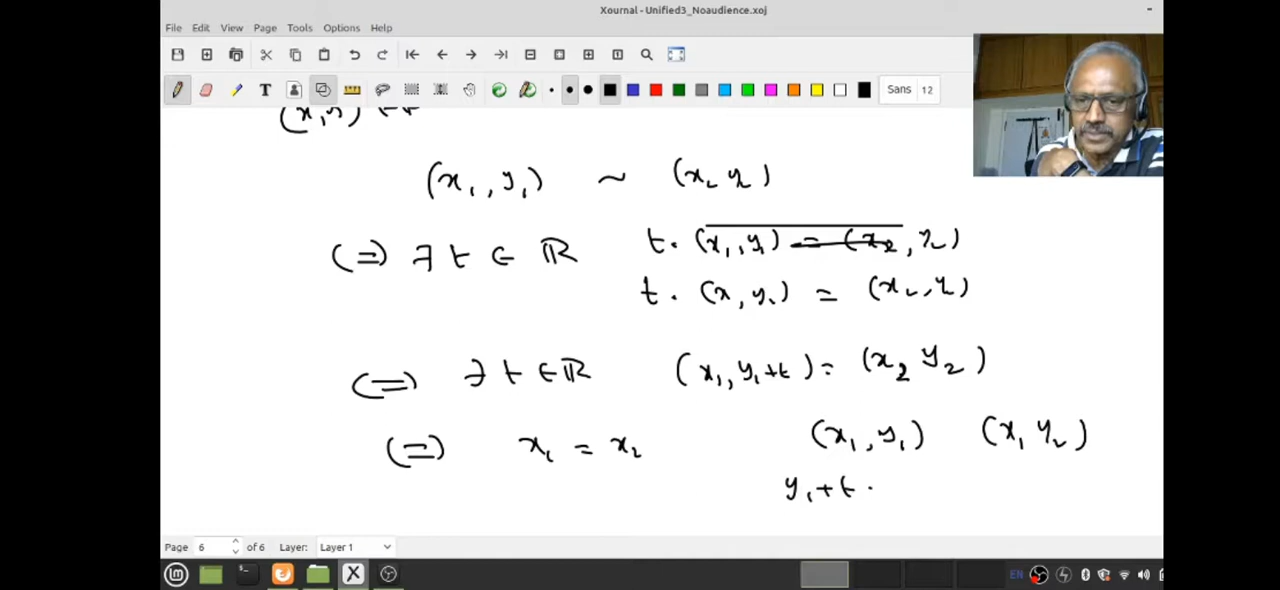 Xournal - Unified3_Noaudience.xoj
File Edit View Page Tools Options Help
T Sans 12
(x₁, y₁) ~ (x₂ y₂)
⟺ ∃ t ∈ ℝ t. (x₁, y₁) = (x₂, y₂)
t. (x, y₁) = (x₂, y₂)
⟺ ∃ t ∈ ℝ (x₁, y₁+t) = (x₂ y₂)
⟺ x₁ = x₂ (x₁, y₁) (x₁ y₂)
y₁+t
Page 6 of 6 Layer: Layer 1
EN